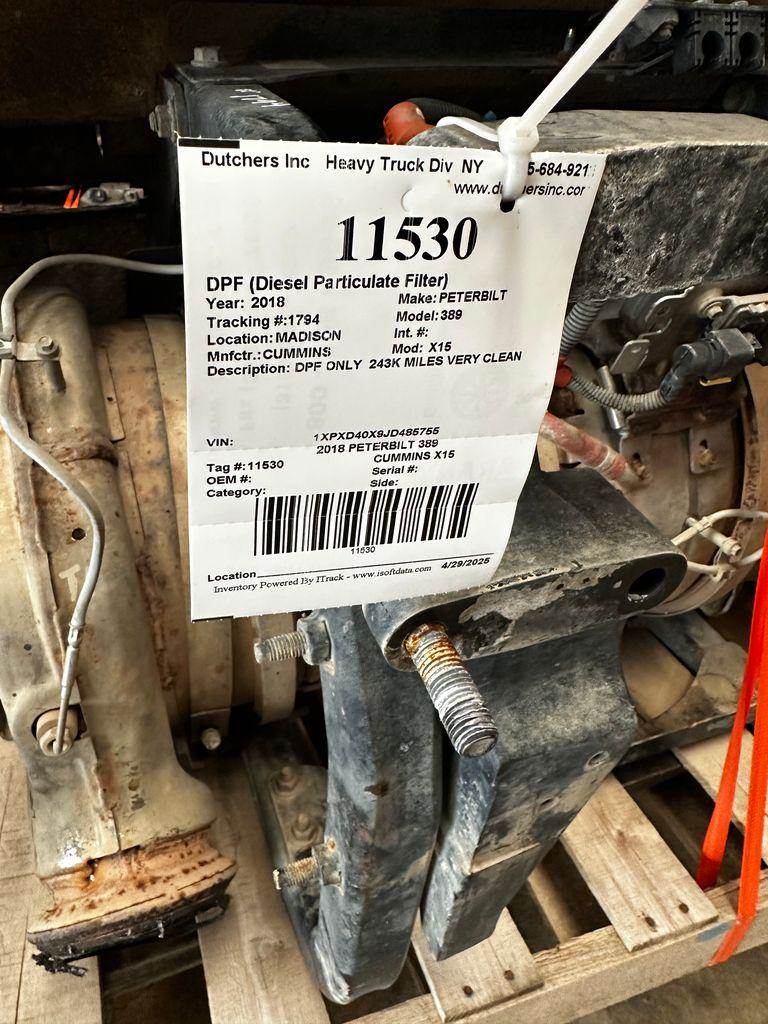 Dutchers Inc Heavy Truck Div NY 5-684-921
11530
DPF (Diesel Particulate Filter)
Year: 2018 Make: PETERBILT
Tracking #:1794 Model: 389
Location: MADISON Int. #:
Mnfctr.: CUMMINS Mod: X15
Description: DPF ONLY 243K MILES VERY CLEAN
VIN: 1XPXD40X9JD485755
2018 PETERBILT 389
CUMMINS X15
Tag #: 11530 Serial #:
OEM #: Side:
Category:
11530
Location 4/29/2025
Inventory Powered By ITrack - www.isoftdata.com